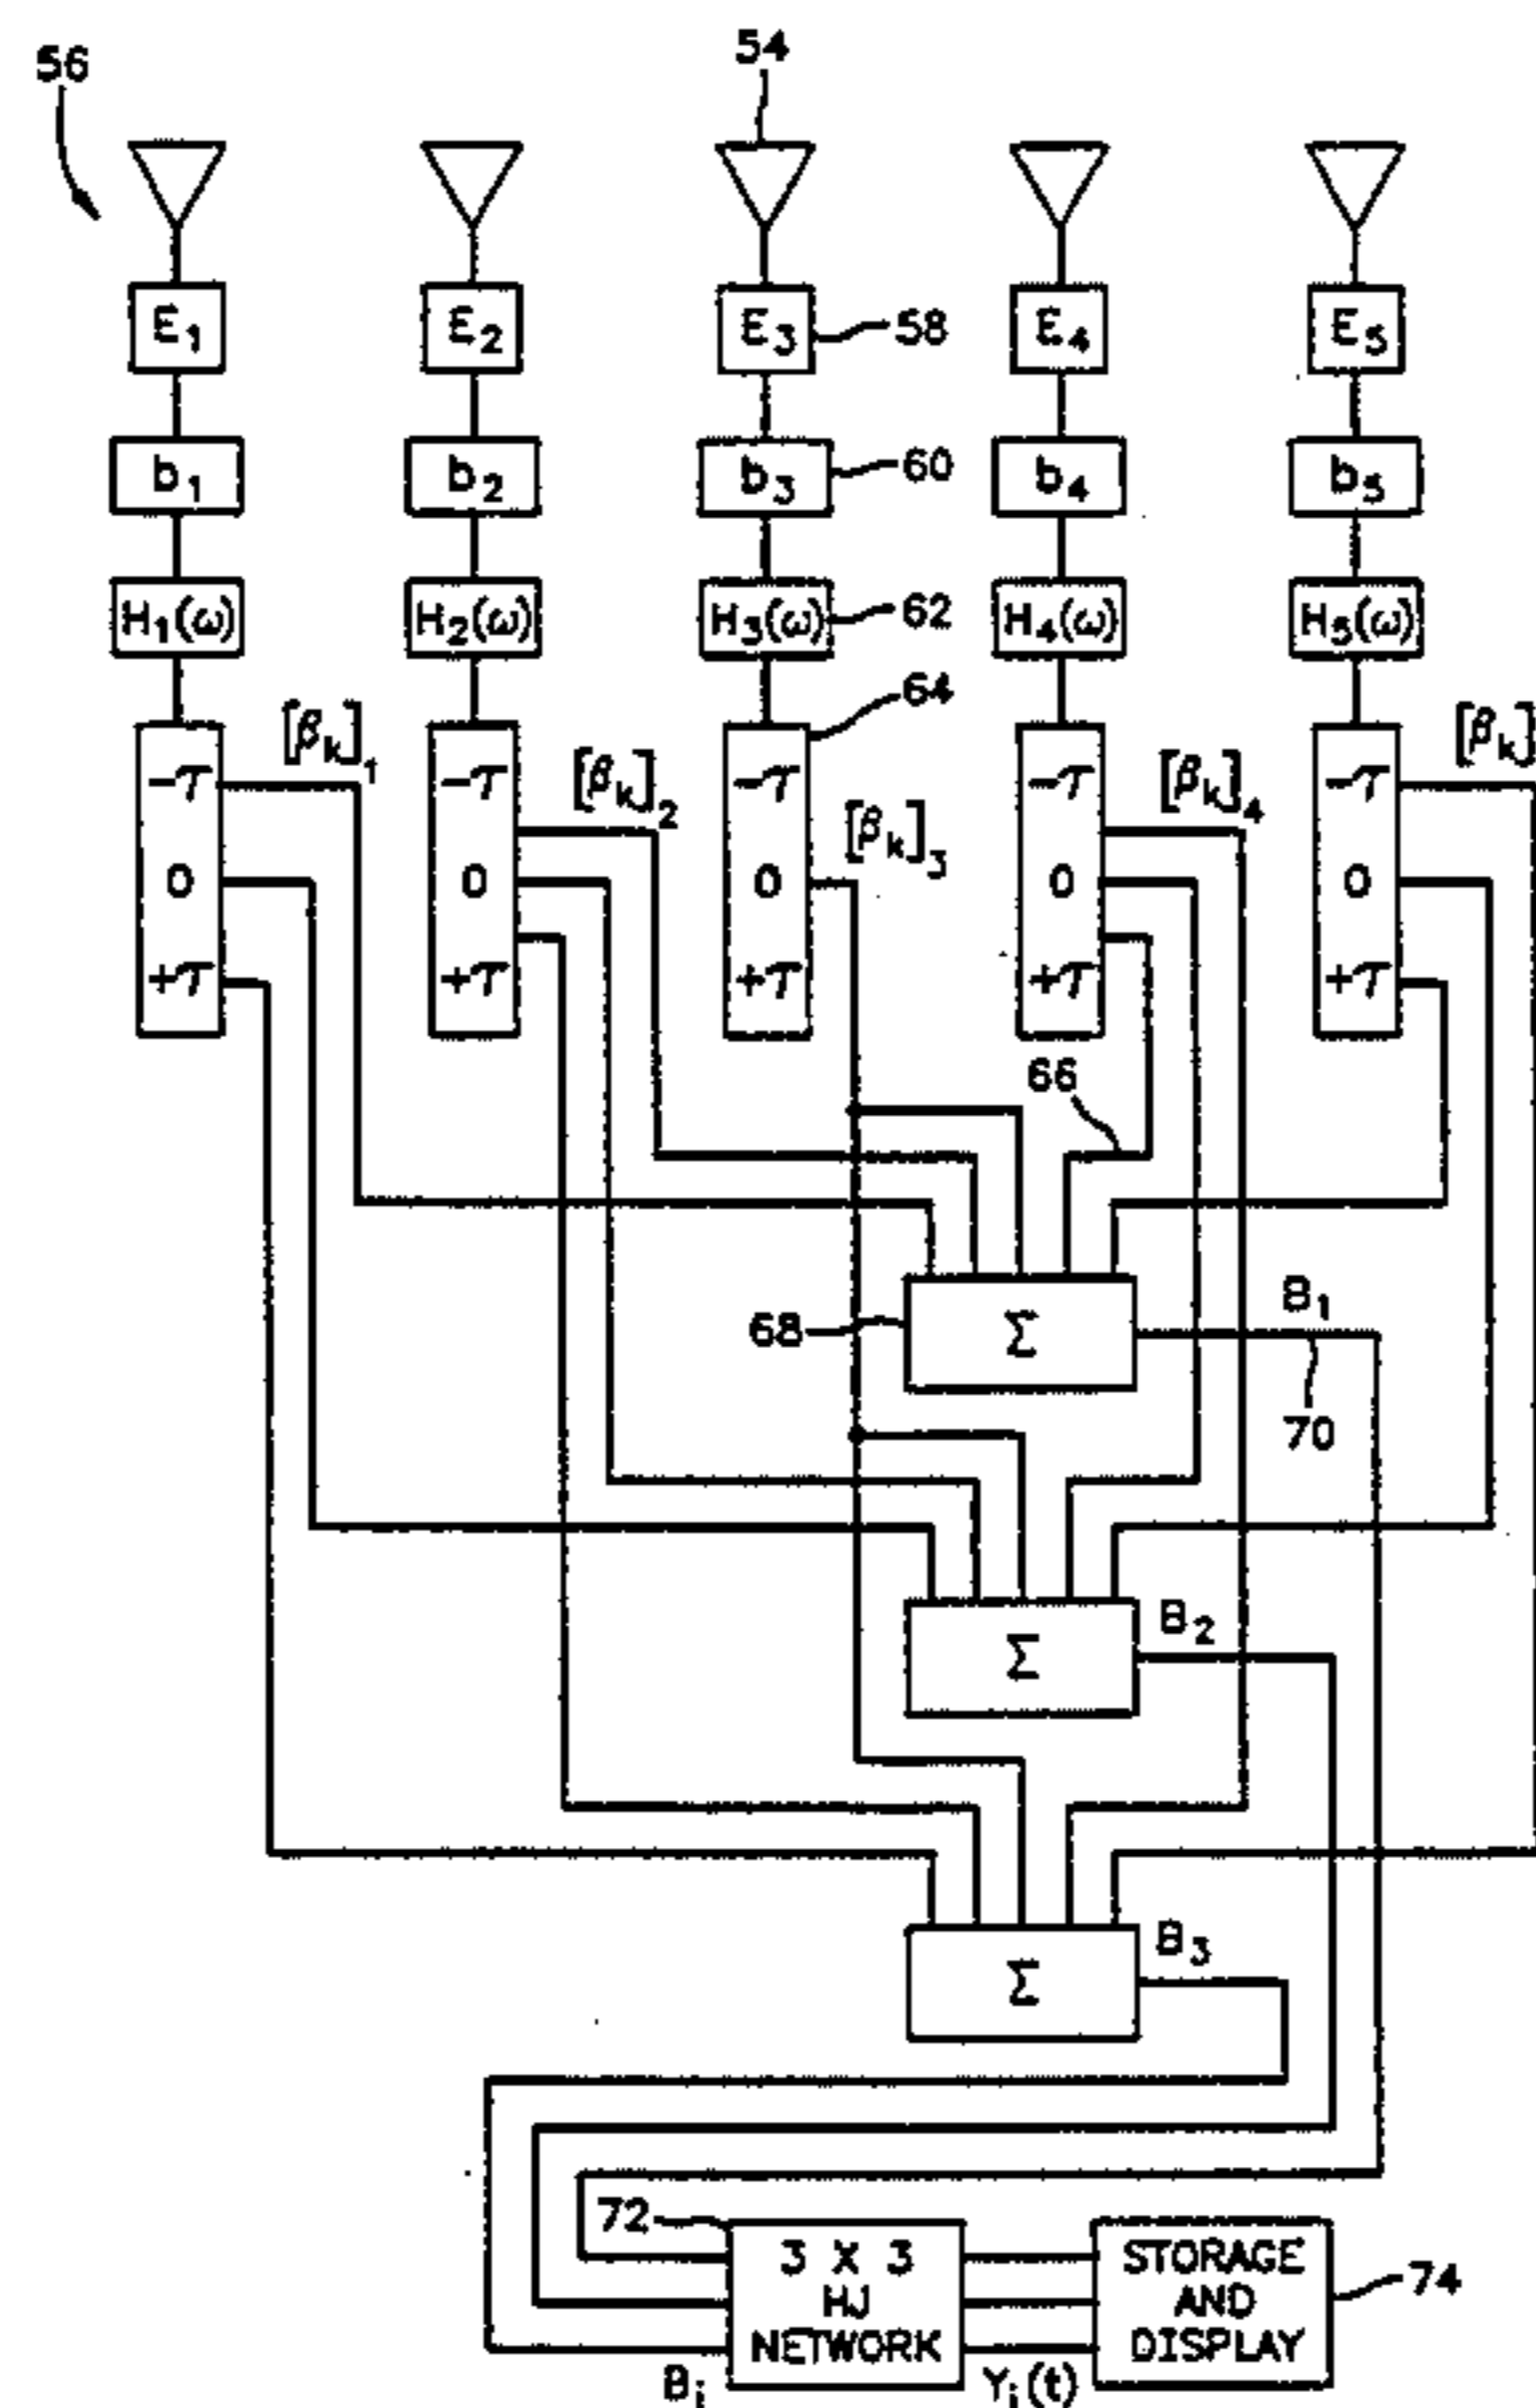 56
54
E1 E2 E3 58 E4 E5
b1 b2 b3 60 b4 b5
H1(ω) H2(ω) H3(ω) 62 H4(ω) H5(ω)
64
[βk]1 [βk]2 [βk]3 [βk]4 [βk]
-τ -τ -τ -τ -τ
0 0 0 0 0
+τ +τ +τ +τ +τ
66
68 Σ B1
70
Σ B2
Σ B3
72
3 X 3
HJ
NETWORK
STORAGE
AND
DISPLAY
74
Bi Yi(t)